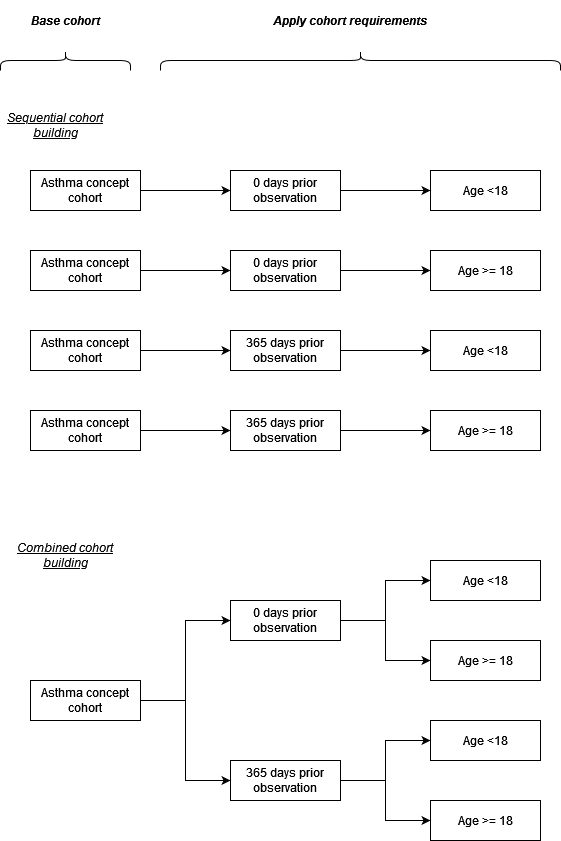 Base cohort
Apply cohort requirements
Sequential cohort
building
Asthma concept
cohort
0 days prior
observation
Age <18
Asthma concept
cohort
0 days prior
observation
Age >= 18
Asthma concept
cohort
365 days prior
observation
Age <18
Asthma concept
cohort
365 days prior
observation
Age >= 18
Combined cohort
building
Asthma concept
cohort
0 days prior
observation
Age <18
Age >= 18
365 days prior
observation
Age <18
Age >= 18